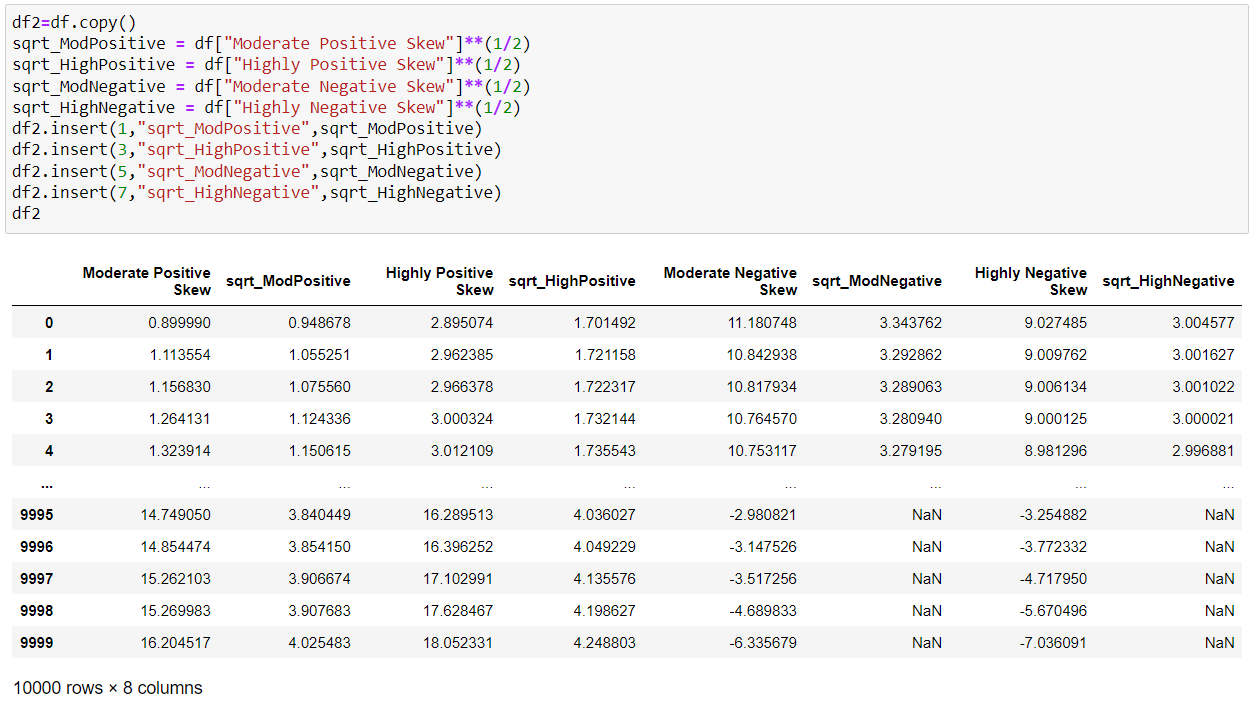 df2=df.copy()
sqrt_ModPositive = df["Moderate Positive Skew"]**(1/2)
sqrt_HighPositive = df["Highly Positive Skew"]**(1/2)
sqrt_ModNegative = df["Moderate Negative Skew"]**(1/2)
sqrt_HighNegative = df["Highly Negative Skew"]**(1/2)
df2.insert(1,"sqrt_ModPositive",sqrt_ModPositive)
df2.insert(3,"sqrt_HighPositive",sqrt_HighPositive)
df2.insert(5,"sqrt_ModNegative",sqrt_ModNegative)
df2.insert(7,"sqrt_HighNegative",sqrt_HighNegative)
df2
Moderate Positive Skew sqrt_ModPositive Highly Positive Skew sqrt_HighPositive Moderate Negative Skew sqrt_ModNegative Highly Negative Skew sqrt_HighNegative
0 0.899990 0.948678 2.895074 1.701492 11.180748 3.343762 9.027485 3.004577
1 1.113554 1.055251 2.962385 1.721158 10.842938 3.292862 9.009762 3.001627
2 1.156830 1.075560 2.966378 1.722317 10.817934 3.289063 9.006134 3.001022
3 1.264131 1.124336 3.000324 1.732144 10.764570 3.280940 9.000125 3.000021
4 1.323914 1.150615 3.012109 1.735543 10.753117 3.279195 8.981296 2.996881
... ... ... ... ... ... ... ... ...
9995 14.749050 3.840449 16.289513 4.036027 -2.980821 NaN -3.254882 NaN
9996 14.854474 3.854150 16.396252 4.049229 -3.147526 NaN -3.772332 NaN
9997 15.262103 3.906674 17.102991 4.135576 -3.517256 NaN -4.717950 NaN
9998 15.269983 3.907683 17.628467 4.198627 -4.689833 NaN -5.670496 NaN
9999 16.204517 4.025483 18.052331 4.248803 -6.335679 NaN -7.036091 NaN
10000 rows × 8 columns